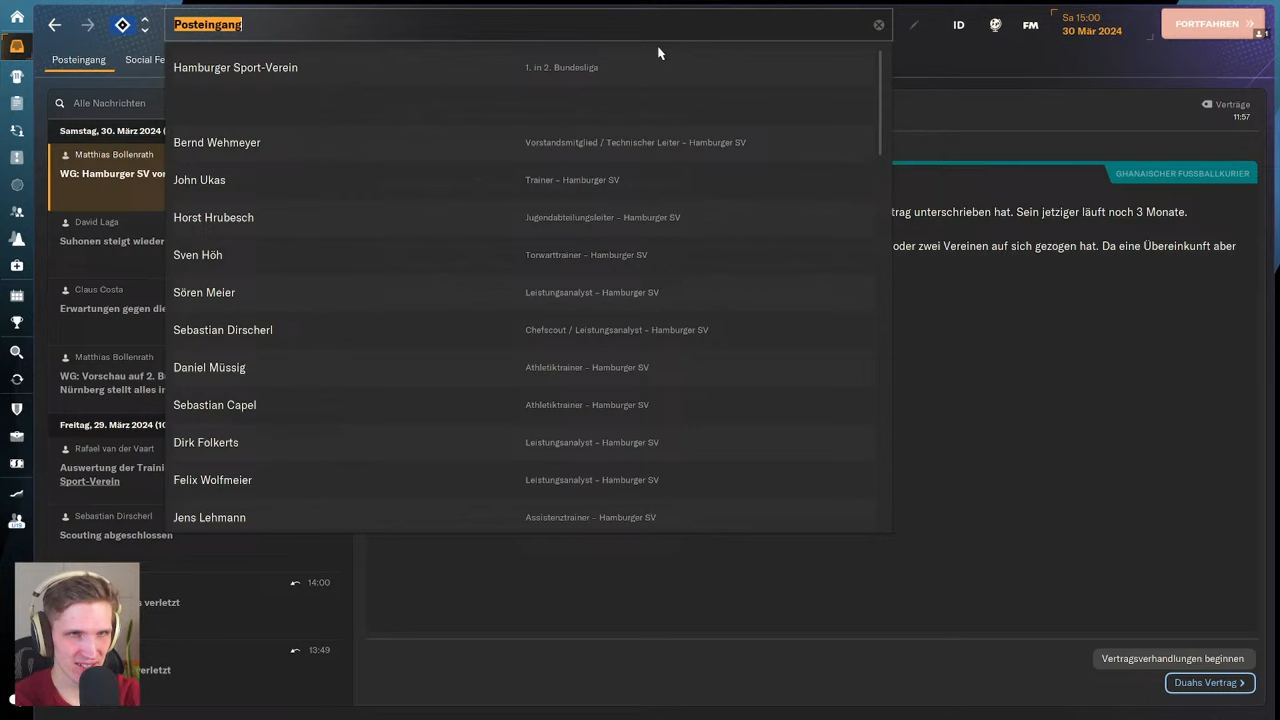 Posteingang
ID
FM
Sa 15:00
30 Mär 2024
FORTFAHREN
1
Posteingang
Social Fe
Hamburger Sport-Verein
1. in 2. Bundesliga
Bernd Wehmeyer
Vorstandsmitglied / Technischer Leiter – Hamburger SV
John Ukas
Trainer – Hamburger SV
Horst Hrubesch
Jugendabteilungsleiter – Hamburger SV
Sven Höh
Torwarttrainer – Hamburger SV
Sören Meier
Leistungsanalyst – Hamburger SV
Sebastian Dirscherl
Chefscout / Leistungsanalyst – Hamburger SV
Daniel Müssig
Athletiktrainer – Hamburger SV
Sebastian Capel
Athletiktrainer – Hamburger SV
Dirk Folkerts
Leistungsanalyst – Hamburger SV
Felix Wolfmeier
Leistungsanalyst – Hamburger SV
Jens Lehmann
Assistenztrainer – Hamburger SV
Alle Nachrichten
Samstag, 30. März 2024 (
Matthias Bollenrath
WG: Hamburger SV vor
David Laga
Suhonen steigt wieder
Claus Costa
Erwartungen gegen die
Matthias Bollenrath
WG: Vorschau auf 2. B
Nürnberg stellt alles in
Freitag, 29. März 2024 (10
Rafael van der Vaart
Auswertung der Traini
Sport-Verein
Sebastian Dirscherl
Scouting abgeschlossen
14:00
s verletzt
13:49
verletzt
Verträge
11:57
GHANAISCHER FUSSBALLKURIER
trag unterschrieben hat. Sein jetziger läuft noch 3 Monate.
oder zwei Vereinen auf sich gezogen hat. Da eine Übereinkunft aber
Vertragsverhandlungen beginnen
Duahs Vertrag
U19